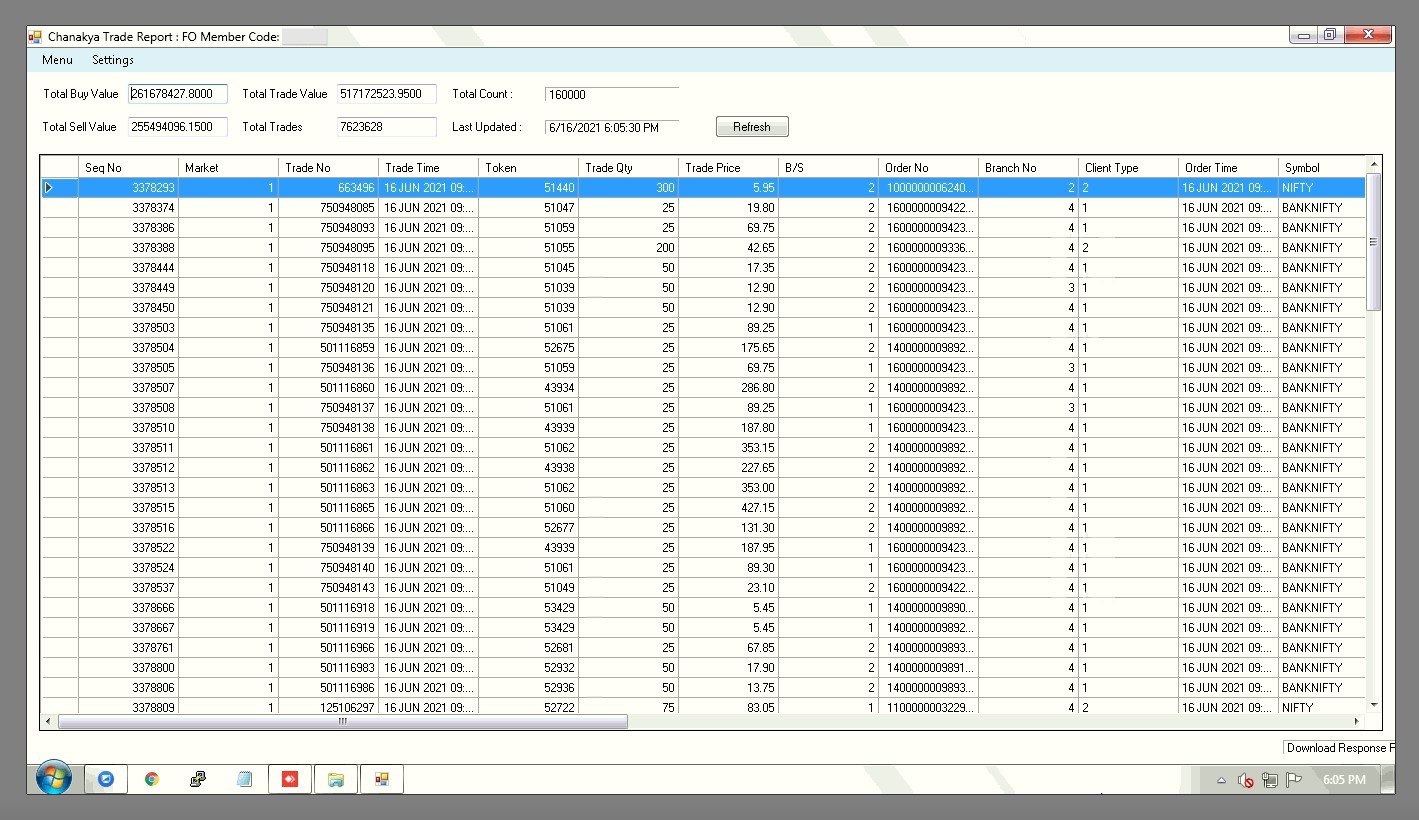 Chanakya Trade Report : FO Member Code:
Menu Settings
Total Buy Value 261678427.8000 Total Trade Value 517172523.9500 Total Count : 160000
Total Sell Value 255494096.1500 Total Trades 7623628 Last Updated : 6/16/2021 6:05:30 PM Refresh
Seq No Market Trade No Trade Time Token Trade Qty Trade Price B/S Order No Branch No Client Type Order Time Symbol
3378293 1 663496 16 JUN 2021 09:... 51440 300 5.95 2 1000000006240... 2 2 16 JUN 2021 09:... NIFTY
3378374 1 750948085 16 JUN 2021 09:... 51047 25 19.80 2 1600000009422... 4 1 16 JUN 2021 09:... BANKNIFTY
3378386 1 750948093 16 JUN 2021 09:... 51059 25 69.75 2 1600000009423... 4 1 16 JUN 2021 09:... BANKNIFTY
3378388 1 750948095 16 JUN 2021 09:... 51055 200 42.65 2 1600000009336... 4 2 16 JUN 2021 09:... BANKNIFTY
3378444 1 750948118 16 JUN 2021 09:... 51045 50 17.35 2 1600000009423... 4 1 16 JUN 2021 09:... BANKNIFTY
3378449 1 750948120 16 JUN 2021 09:... 51039 50 12.90 2 1600000009423... 3 1 16 JUN 2021 09:... BANKNIFTY
3378450 1 750948121 16 JUN 2021 09:... 51039 50 12.90 2 1600000009423... 4 1 16 JUN 2021 09:... BANKNIFTY
3378503 1 750948135 16 JUN 2021 09:... 51061 25 89.25 1 1600000009423... 4 1 16 JUN 2021 09:... BANKNIFTY
3378504 1 501116859 16 JUN 2021 09:... 52675 25 175.65 2 1400000009892... 4 1 16 JUN 2021 09:... BANKNIFTY
3378505 1 750948136 16 JUN 2021 09:... 51059 25 69.75 1 1600000009423... 3 1 16 JUN 2021 09:... BANKNIFTY
3378507 1 501116860 16 JUN 2021 09:... 43934 25 286.80 2 1400000009892... 4 1 16 JUN 2021 09:... BANKNIFTY
3378508 1 750948137 16 JUN 2021 09:... 51061 25 89.25 1 1600000009423... 3 1 16 JUN 2021 09:... BANKNIFTY
3378510 1 750948138 16 JUN 2021 09:... 43939 25 187.80 1 1600000009423... 4 1 16 JUN 2021 09:... BANKNIFTY
3378511 1 501116861 16 JUN 2021 09:... 51062 25 353.15 2 1400000009892... 4 1 16 JUN 2021 09:... BANKNIFTY
3378512 1 501116862 16 JUN 2021 09:... 43938 25 227.65 2 1400000009892... 4 1 16 JUN 2021 09:... BANKNIFTY
3378513 1 501116863 16 JUN 2021 09:... 51062 25 353.00 2 1400000009892... 4 1 16 JUN 2021 09:... BANKNIFTY
3378515 1 501116865 16 JUN 2021 09:... 51060 25 427.15 2 1400000009892... 4 1 16 JUN 2021 09:... BANKNIFTY
3378516 1 501116866 16 JUN 2021 09:... 52677 25 131.30 2 1400000009892... 4 1 16 JUN 2021 09:... BANKNIFTY
3378522 1 750948139 16 JUN 2021 09:... 43939 25 187.95 1 1600000009423... 4 1 16 JUN 2021 09:... BANKNIFTY
3378524 1 750948140 16 JUN 2021 09:... 51061 25 89.30 1 1600000009423... 4 1 16 JUN 2021 09:... BANKNIFTY
3378537 1 750948143 16 JUN 2021 09:... 51049 25 23.10 2 1600000009422... 4 1 16 JUN 2021 09:... BANKNIFTY
3378666 1 501116918 16 JUN 2021 09:... 53429 50 5.45 1 1400000009890... 4 1 16 JUN 2021 09:... BANKNIFTY
3378667 1 501116919 16 JUN 2021 09:... 53429 50 5.45 1 1400000009892... 4 1 16 JUN 2021 09:... BANKNIFTY
3378761 1 501116966 16 JUN 2021 09:... 52681 25 67.85 2 1400000009893... 4 1 16 JUN 2021 09:... BANKNIFTY
3378800 1 501116983 16 JUN 2021 09:... 52932 50 17.90 2 1400000009891... 4 1 16 JUN 2021 09:... BANKNIFTY
3378806 1 501116986 16 JUN 2021 09:... 52936 50 13.75 2 1400000009893... 4 1 16 JUN 2021 09:... BANKNIFTY
3378809 1 125106297 16 JUN 2021 09:... 52722 75 83.05 1 1100000003229... 4 2 16 JUN 2021 09:... NIFTY
Download Response F
6:05 PM